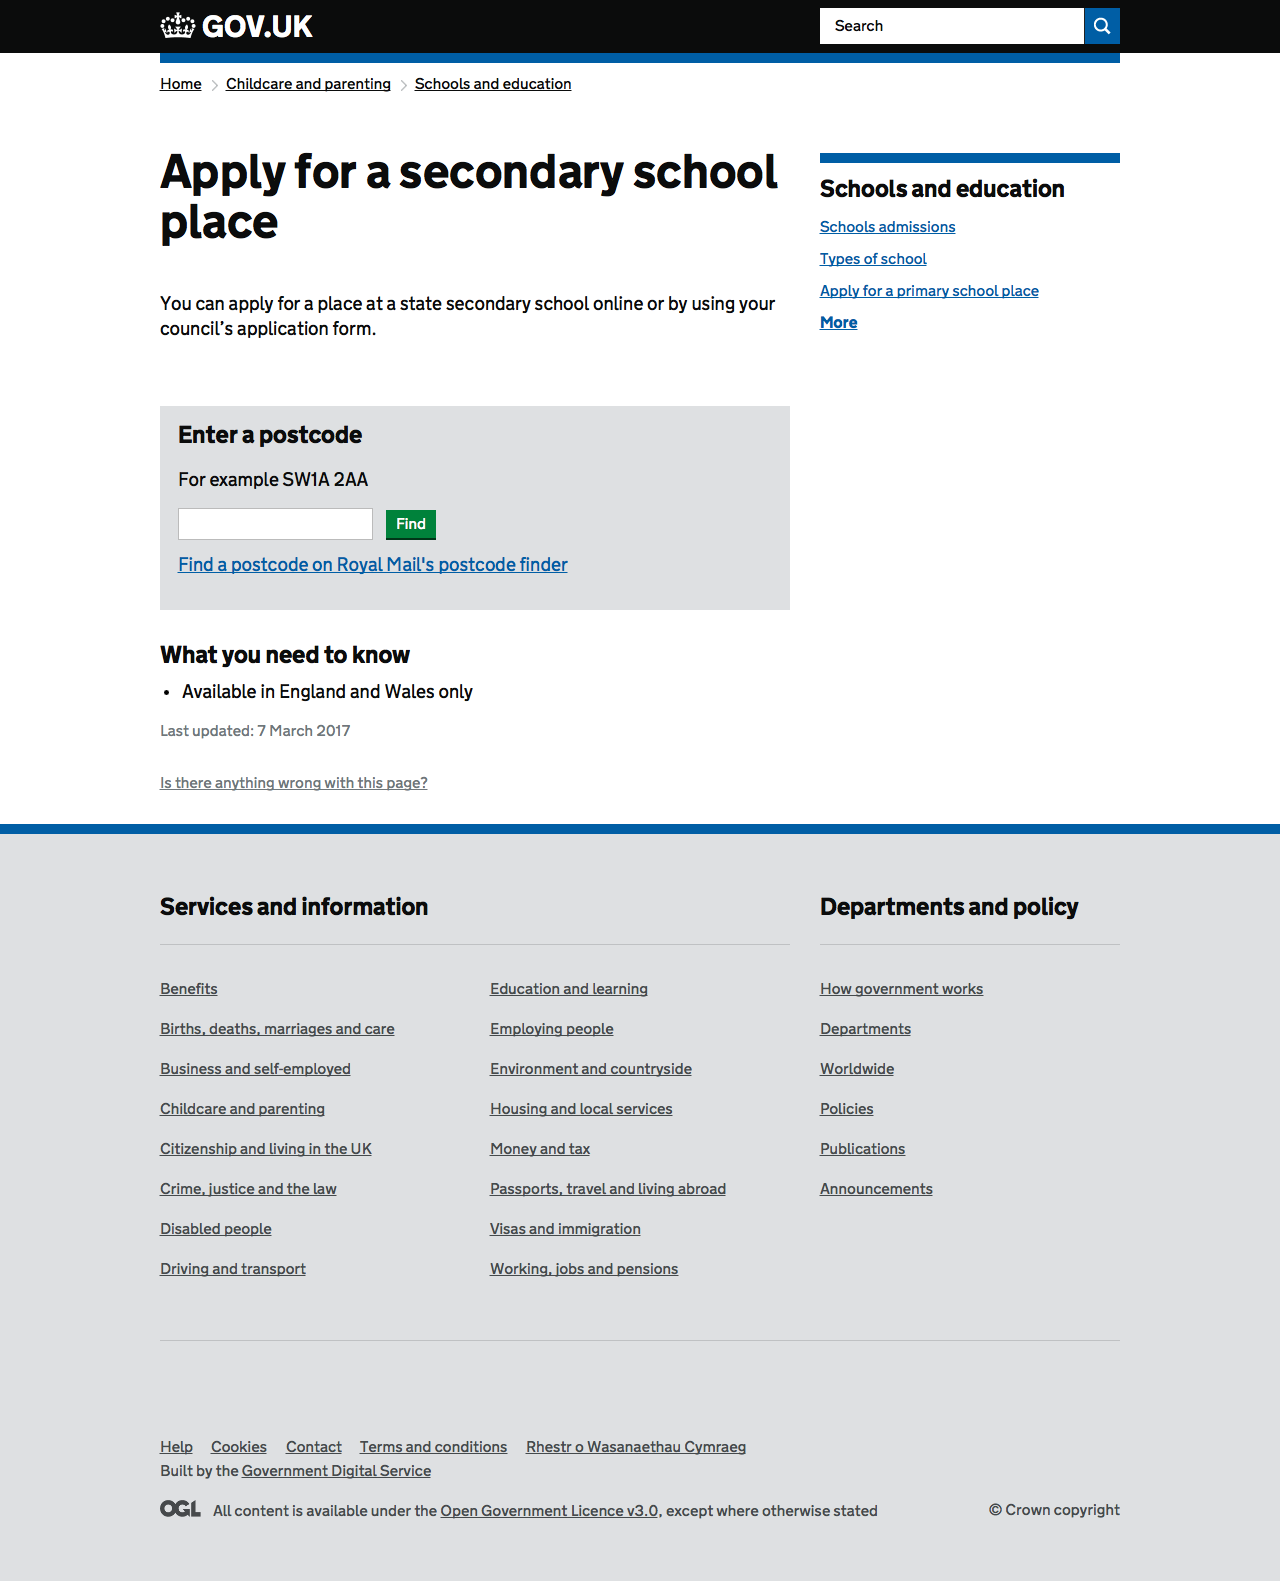 GOV.UK
Search
Home
Childcare and parenting
Schools and education
Apply for a secondary school
place
You can apply for a place at a state secondary school online or by using your
council’s application form.
Enter a postcode
For example SW1A 2AA
Find
Find a postcode on Royal Mail's postcode finder
What you need to know
• Available in England and Wales only
Last updated: 7 March 2017
Is there anything wrong with this page?
Schools and education
Schools admissions
Types of school
Apply for a primary school place
More
Services and information
Benefits
Births, deaths, marriages and care
Business and self-employed
Childcare and parenting
Citizenship and living in the UK
Crime, justice and the law
Disabled people
Driving and transport
Education and learning
Employing people
Environment and countryside
Housing and local services
Money and tax
Passports, travel and living abroad
Visas and immigration
Working, jobs and pensions
Departments and policy
How government works
Departments
Worldwide
Policies
Publications
Announcements
Help Cookies Contact Terms and conditions Rhestr o Wasanaethau Cymraeg
Built by the Government Digital Service
OGL All content is available under the Open Government Licence v3.0, except where otherwise stated
© Crown copyright